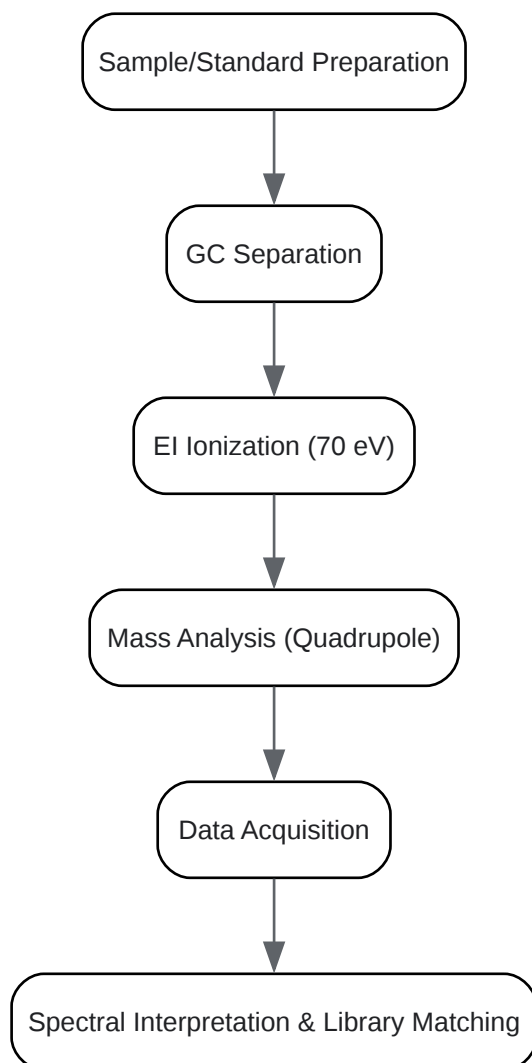 Sample/Standard Preparation
GC Separation
EI Ionization (70 eV)
Mass Analysis (Quadrupole)
Data Acquisition
Spectral Interpretation & Library Matching